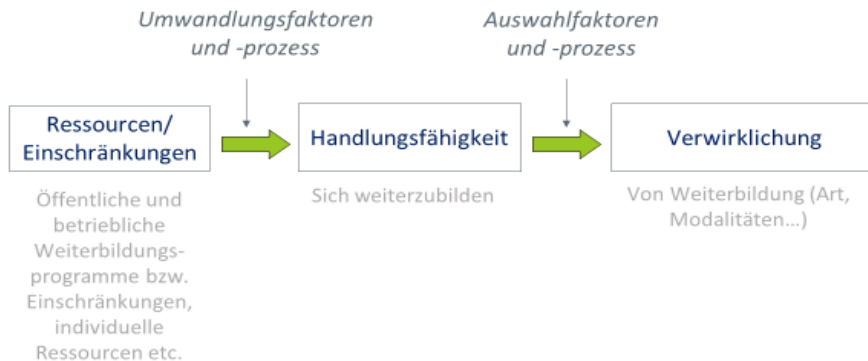 Umwandlungsfaktoren
und -prozess
Auswahlfaktoren
und -prozess
Ressourcen/
Einschränkungen
Handlungsfähigkeit
Verwirklichung
Öffentliche und
betriebliche
Weiterbildungs-
programme bzw.
Einschränkungen,
individuelle
Ressourcen etc.
Sich weiterzubilden
Von Weiterbildung (Art,
Modalitäten...)